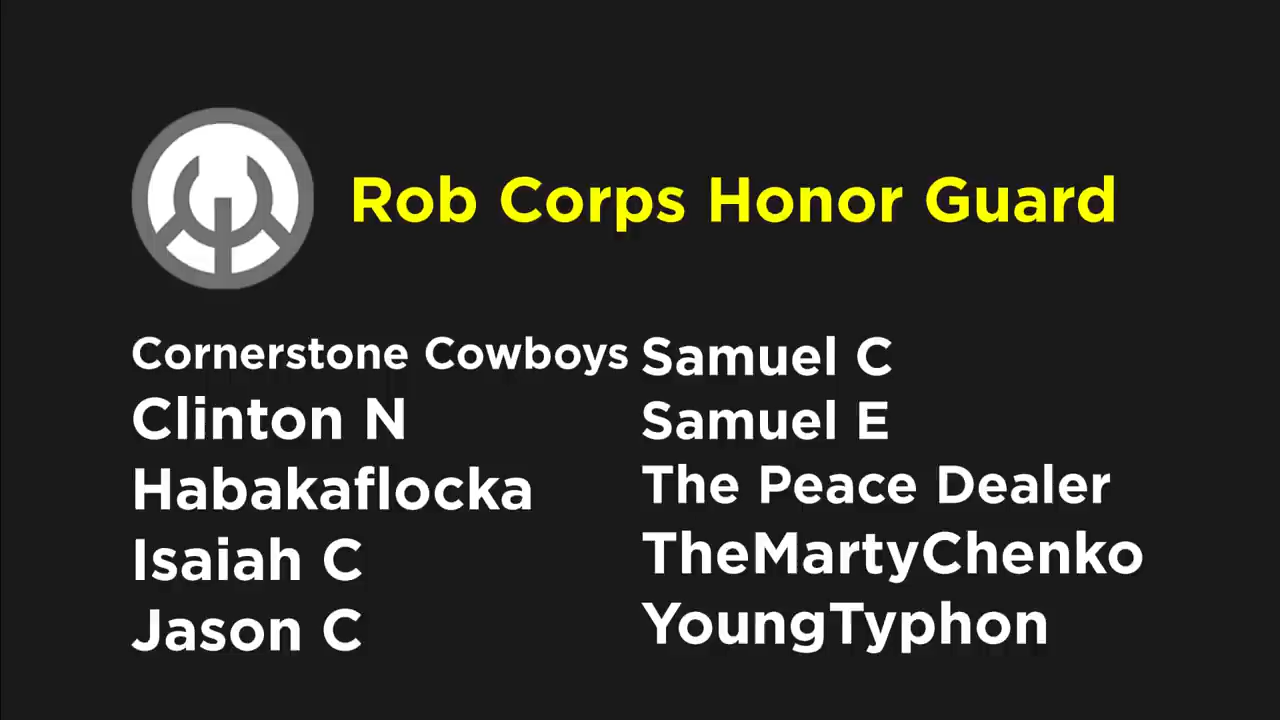 Rob Corps Honor Guard
Cornerstone Cowboys
Clinton N
Habakaflocka
Isaiah C
Jason C
Samuel C
Samuel E
The Peace Dealer
TheMartyChenko
YoungTyphon